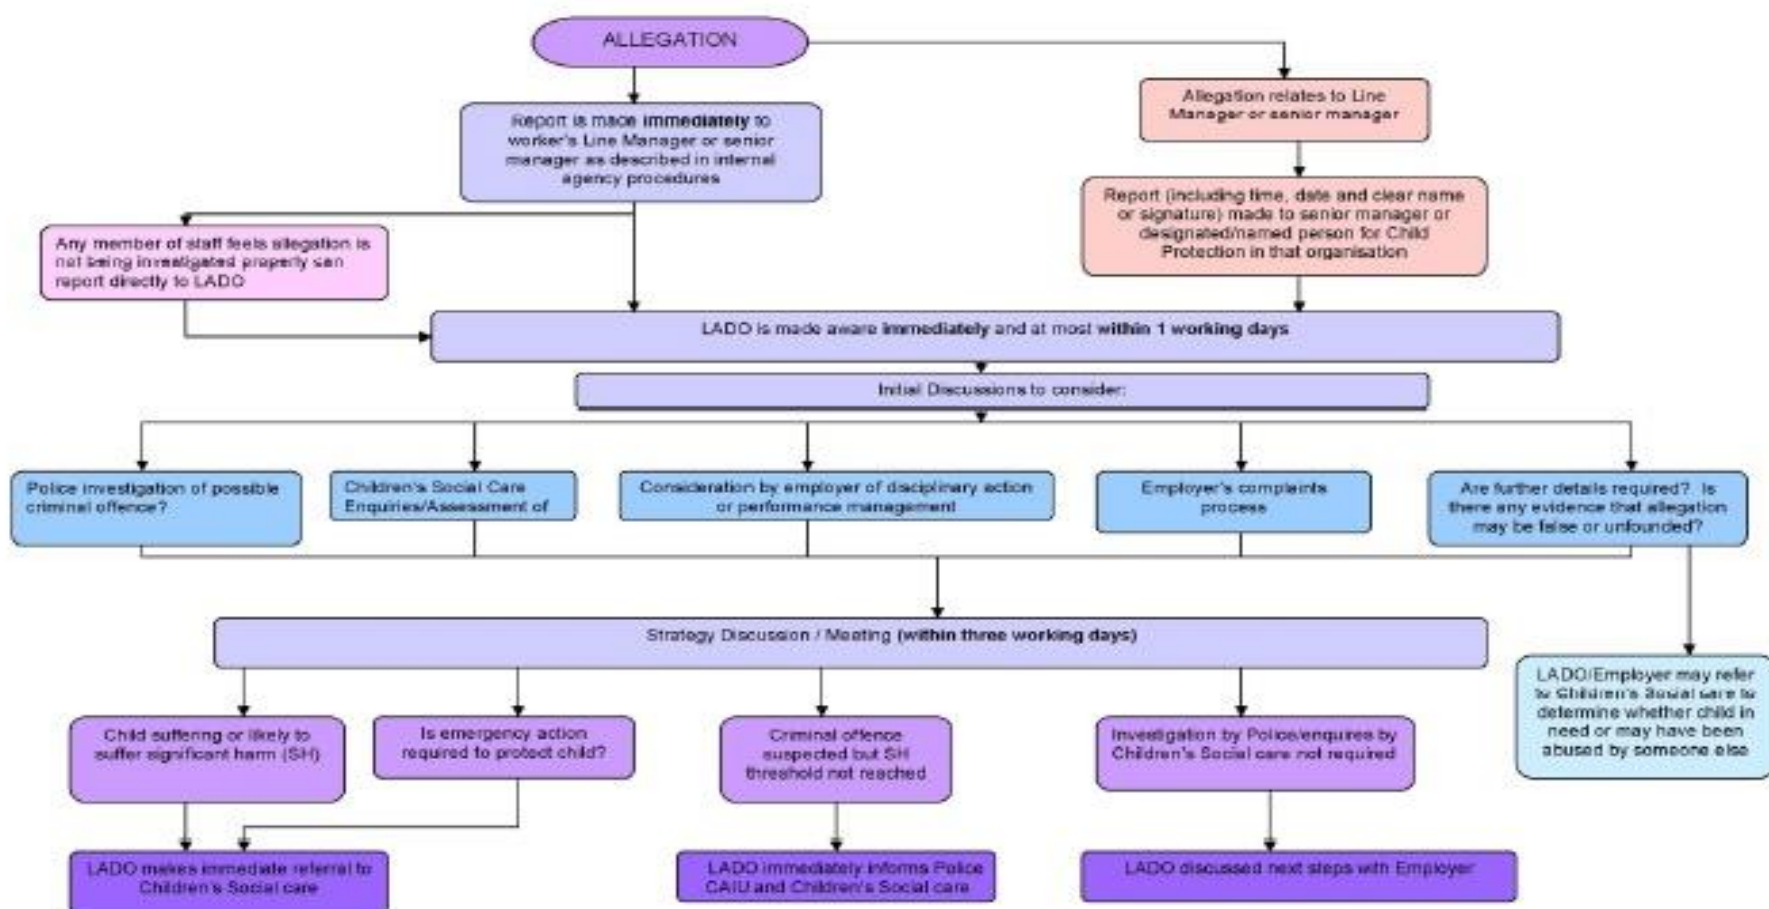 ALLEGATION
Report is made immediately to
worker's Line Manager or senior
manager as described in internal
agency procedures
Allegation relates to Line
Manager or senior manager
Report (including time, date and clear name
or signature) made to senior manager or
designated/named person for Child
Protection in that organisation
Any member of staff feels allegation is
not being investigated properly can
report directly to LADO
LADO is made aware immediately and at most within 1 working days
Initial Discussions to consider:
Police investigation of possible
criminal offence?
Children's Social Care
Enquiries/Assessment of
Consideration by employer of disciplinary action
or performance management
Employer's complaints
process
Are further details required? Is
there any evidence that allegation
may be false or unfounded?
Strategy Discussion / Meeting (within three working days)
LADO/Employer may refer
to Children's Social care to
determine whether child in
need or may have been
abused by someone else
Child suffering or likely to
suffer significant harm (SH)
Is emergency action
required to protect child?
Criminal offence
suspected but SH
threshold not reached
Investigation by Police/enquires by
Children's Social care not required
LADO makes immediate referral to
Children's Social care
LADO immediately informs Police
CAIU and Children's Social care
LADO discussed next steps with Employer